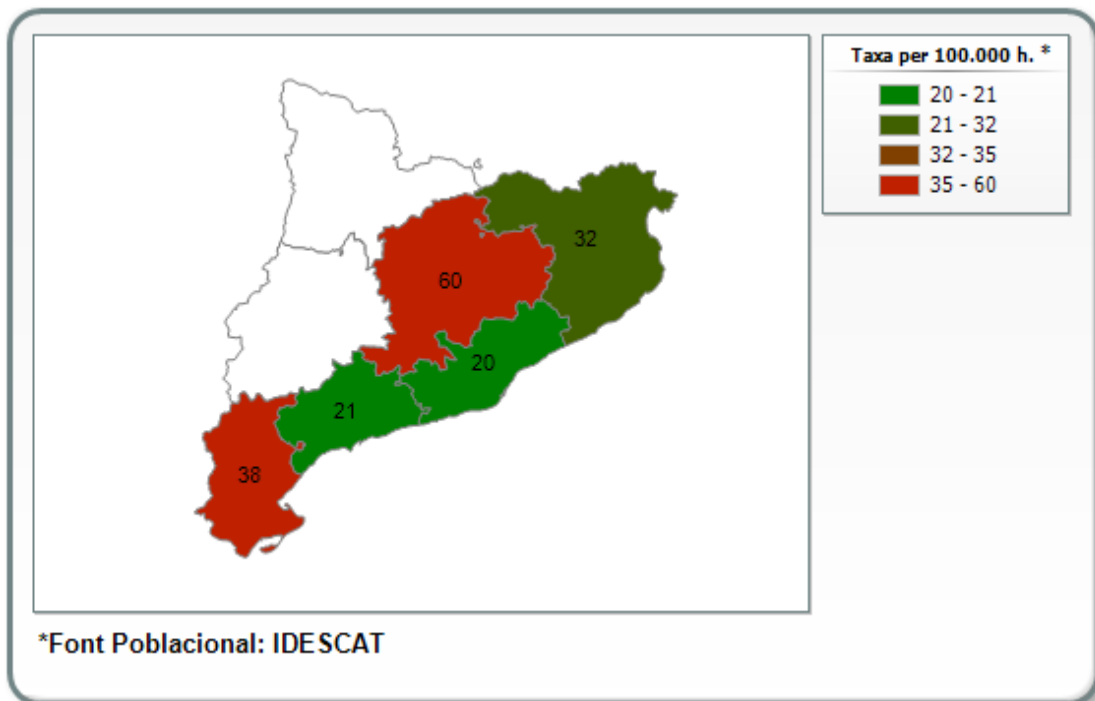 Taxa per 100.000 h. *
20 - 21
21 - 32
32 - 35
35 - 60
32
60
20
21
38
*Font Poblacional: IDESCAT